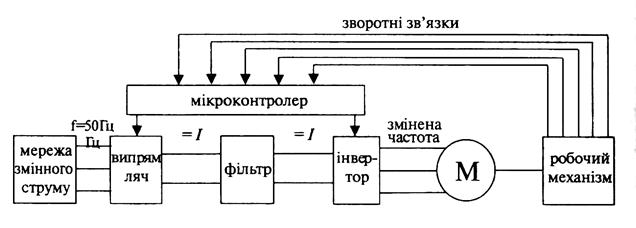 зворотні зв'язки
мікроконтролер
f=50Гц
Гц
= I
= I
змінена
частота
мережа
змінного
струму
випрям
ляч
фільтр
інвер-
тор
М
робочий
механізм